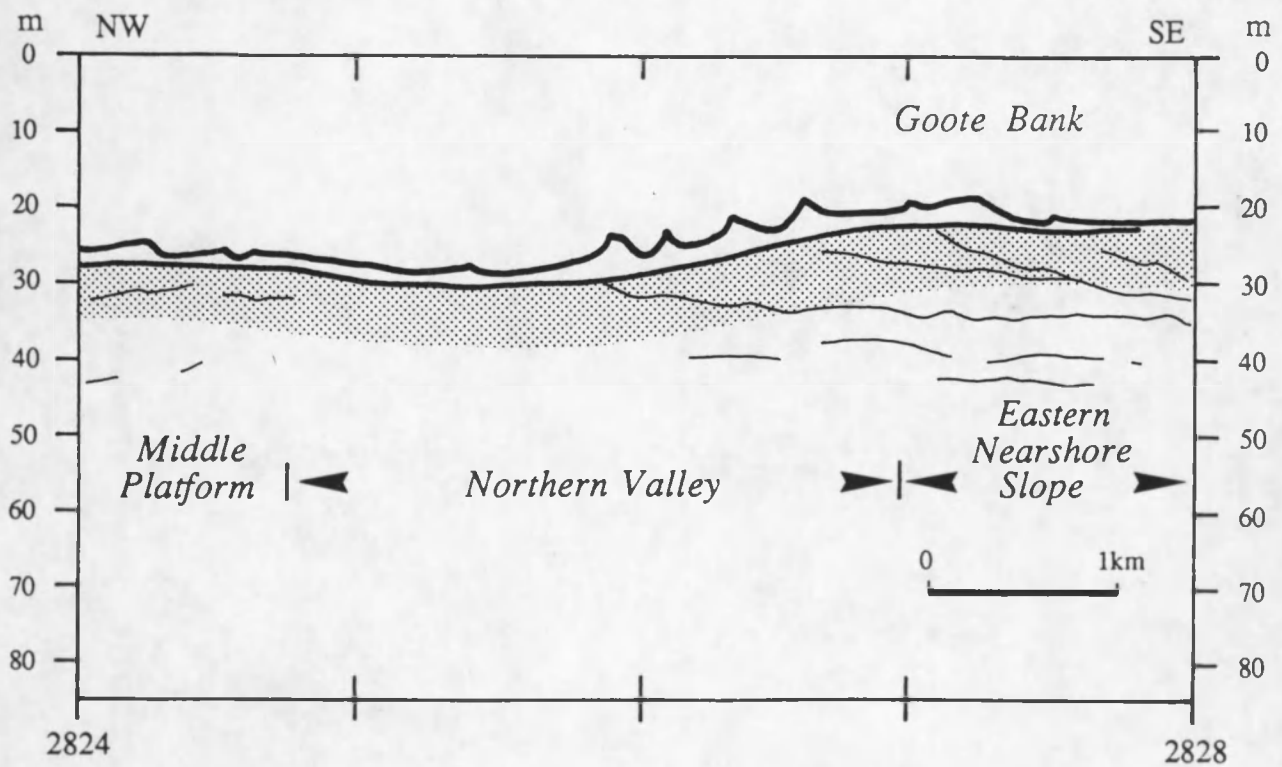 m NW SE m
0 0
Goote Bank
10 10
20 20
30 30
40 40
50 50
Middle
Platform
Northern Valley
Eastern
Nearshore
Slope
60 60
0 1km
70 70
80 80
2824 2828